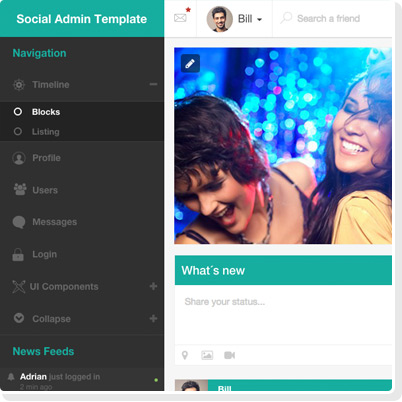 Social Admin Template
Bill
Search a friend
Navigation
Timeline
Blocks
Listing
Profile
Users
Messages
Login
UI Components
Collapse
News Feeds
Adrian just logged in
2 min ago
What´s new
Share your status...
Bill